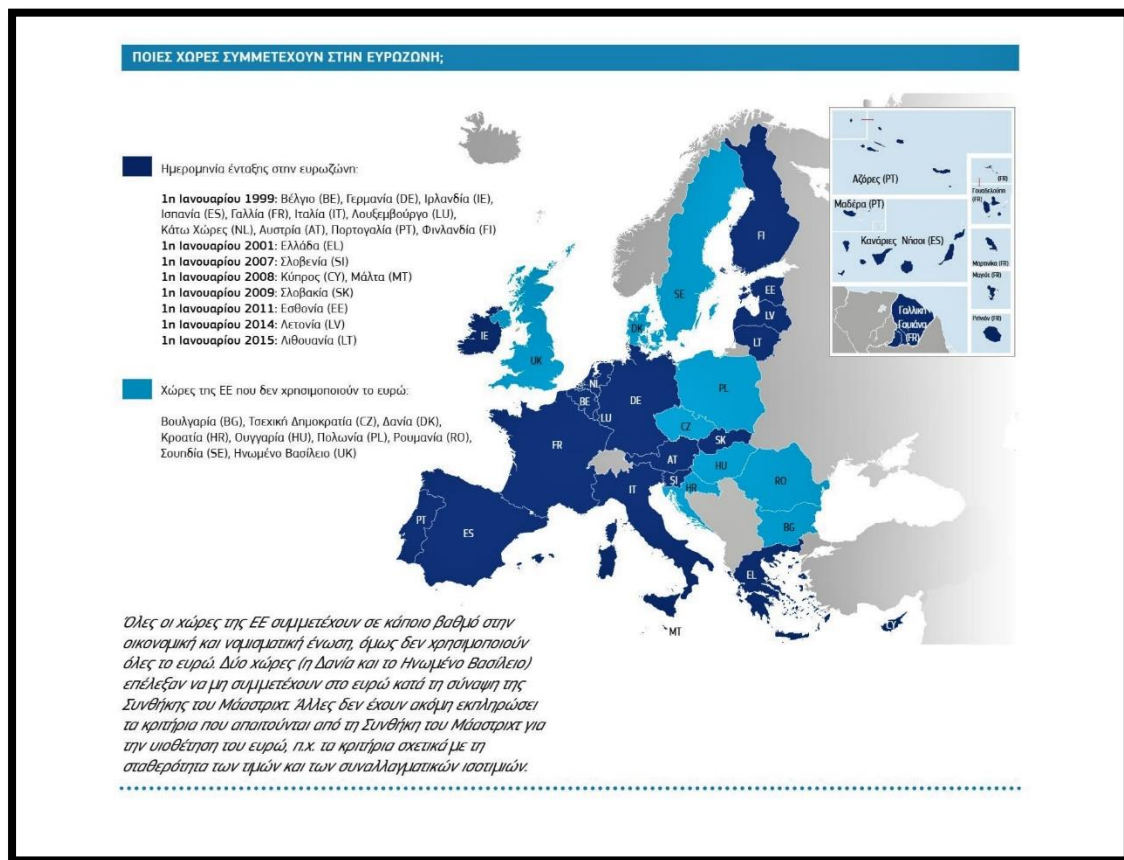 ΠΟΙΕΣ ΧΩΡΕΣ ΣΥΜΜΕΤΕΧΟΥΝ ΣΤΗΝ ΕΥΡΩΖΩΝΗ;
Ημερομηνία ένταξης στην ευρωζώνη:
1η Ιανουαρίου 1999: Βέλγιο (BE), Γερμανία (DE), Ιρλανδία (IE),
Ισπανία (ES), Γαλλία (FR), Ιταλία (IT), Λουξεμβούργο (LU),
Κάτω Χώρες (NL), Αυστρία (AT), Πορτογαλία (PT), Φινλανδία (FI)
1η Ιανουαρίου 2001: Ελλάδα (EL)
1η Ιανουαρίου 2007: Σλοβενία (SI)
1η Ιανουαρίου 2008: Κύπρος (CY), Μάλτα (MT)
1η Ιανουαρίου 2009: Σλοβακία (SK)
1η Ιανουαρίου 2011: Εσθονία (EE)
1η Ιανουαρίου 2014: Λετονία (LV)
1η Ιανουαρίου 2015: Λιθουανία (LT)
Χώρες της ΕΕ που δεν χρησιμοποιούν το ευρώ:
Βουλγαρία (BG), Τσεχική Δημοκρατία (CZ), Δανία (DK),
Κροατία (HR), Ουγγαρία (HU), Πολωνία (PL), Ρουμανία (RO),
Σουηδία (SE), Ηνωμένο Βασίλειο (UK)
Αζόρες (PT)
Μαδέρα (PT)
Κανάριες Νήσοι (ES)
(FR)
Γουαδελούπη
(FR)
Μαρτινίκα (FR)
Μαγιότ (FR)
Ρεϊνιόν (FR)
Γαλλική
Γουιάνα
(FR)
FI
SE
EE
LV
LT
DK
IE
UK
NL
BE
LU
DE
PL
CZ
SK
FR
AT
HU
SI
HR
RO
IT
BG
PT
ES
EL
MT
CY
Όλες οι χώρες της ΕΕ συμμετέχουν σε κάποιο βαθμό στην
οικονομική και νομισματική ένωση, όμως δεν χρησιμοποιούν
όλες το ευρώ. Δύο χώρες (η Δανία και το Ηνωμένο Βασίλειο)
επέλεξαν να μη συμμετέχουν στο ευρώ κατά τη σύναψη της
Συνθήκης του Μάαστριχτ. Άλλες δεν έχουν ακόμη εκπληρώσει
τα κριτήρια που απαιτούνται από τη Συνθήκη του Μάαστριχτ για
την υιοθέτηση του ευρώ, π.χ. τα κριτήρια σχετικά με τη
σταθερότητα των τιμών και των συναλλαγματικών ισοτιμιών.